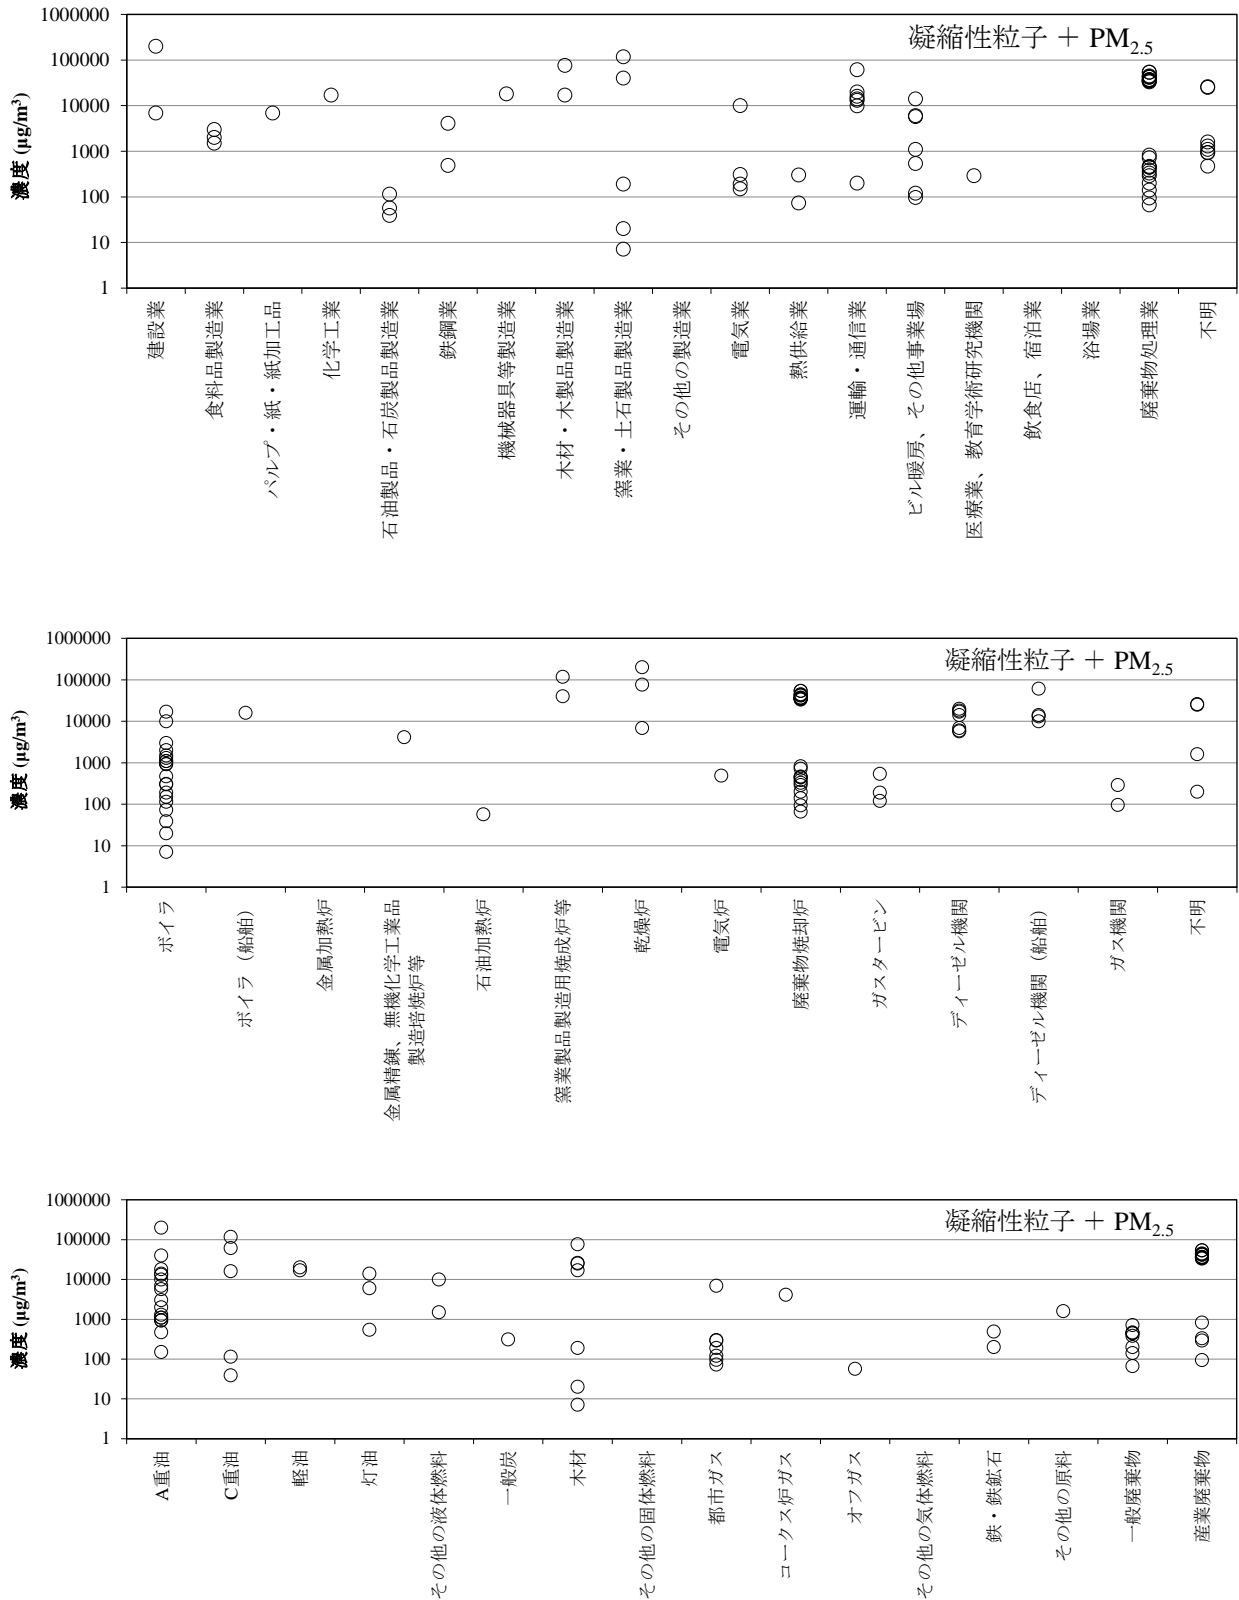 凝縮性粒子 + PM2.5
濃度 (μg/m³)
1000000
100000
10000
1000
100
10
1
建設業
食料品製造業
パルプ・紙・紙加工品
化学工業
石油製品・石炭製品製造業
鉄鋼業
機械器具等製造業
木材・木製品製造業
窯業・土石製品製造業
その他の製造業
電気業
熱供給業
運輸・通信業
ビル暖房、その他事業場
医療業、教育学術研究機関
飲食店、宿泊業
浴場業
廃棄物処理業
不明
凝縮性粒子 + PM2.5
濃度 (μg/m³)
1000000
100000
10000
1000
100
10
1
ボイラ
ボイラ（船舶）
金属加熱炉
金属精錬、無機化学工業品
製造培焼炉等
石油加熱炉
窯業製品製造用焼成炉等
乾燥炉
電気炉
廃棄物焼却炉
ガスタービン
ディーゼル機関
ディーゼル機関（船舶）
ガス機関
不明
凝縮性粒子 + PM2.5
濃度 (μg/m³)
1000000
100000
10000
1000
100
10
1
A重油
C重油
軽油
灯油
その他の液体燃料
一般炭
木材
その他の固体燃料
都市ガス
コークス炉ガス
オフガス
その他の気体燃料
鉄・鉄鉱石
その他の原料
一般廃棄物
産業廃棄物